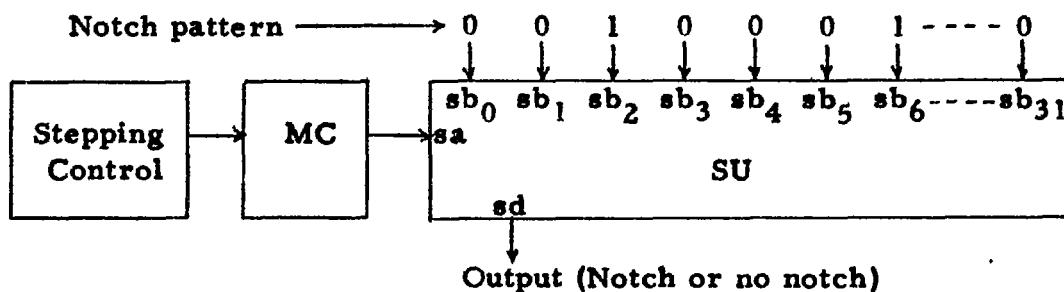 Notch pattern 0 0 1 0 0 0 1 ---- 0
sb0 sb1 sb2 sb3 sb4 sb5 sb6 ---- sb31
Stepping Control
MC
sa
SU
sd
Output (Notch or no notch)